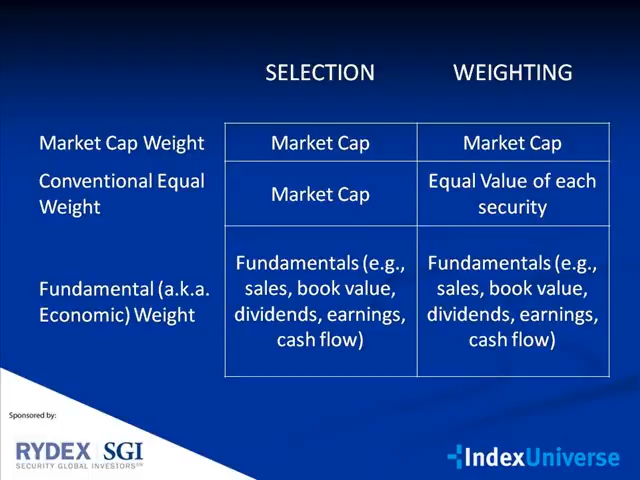 SELECTION WEIGHTING
Market Cap Weight Market Cap Market Cap
Conventional Equal
Weight
Market Cap
Equal Value of each
security
Fundamental (a.k.a.
Economic) Weight
Fundamentals (e.g.,
sales, book value,
dividends, earnings,
cash flow)
Fundamentals (e.g.,
sales, book value,
dividends, earnings,
cash flow)
Sponsored by:
RYDEX SGI
SECURITY GLOBAL INVESTORS℠
IndexUniverse